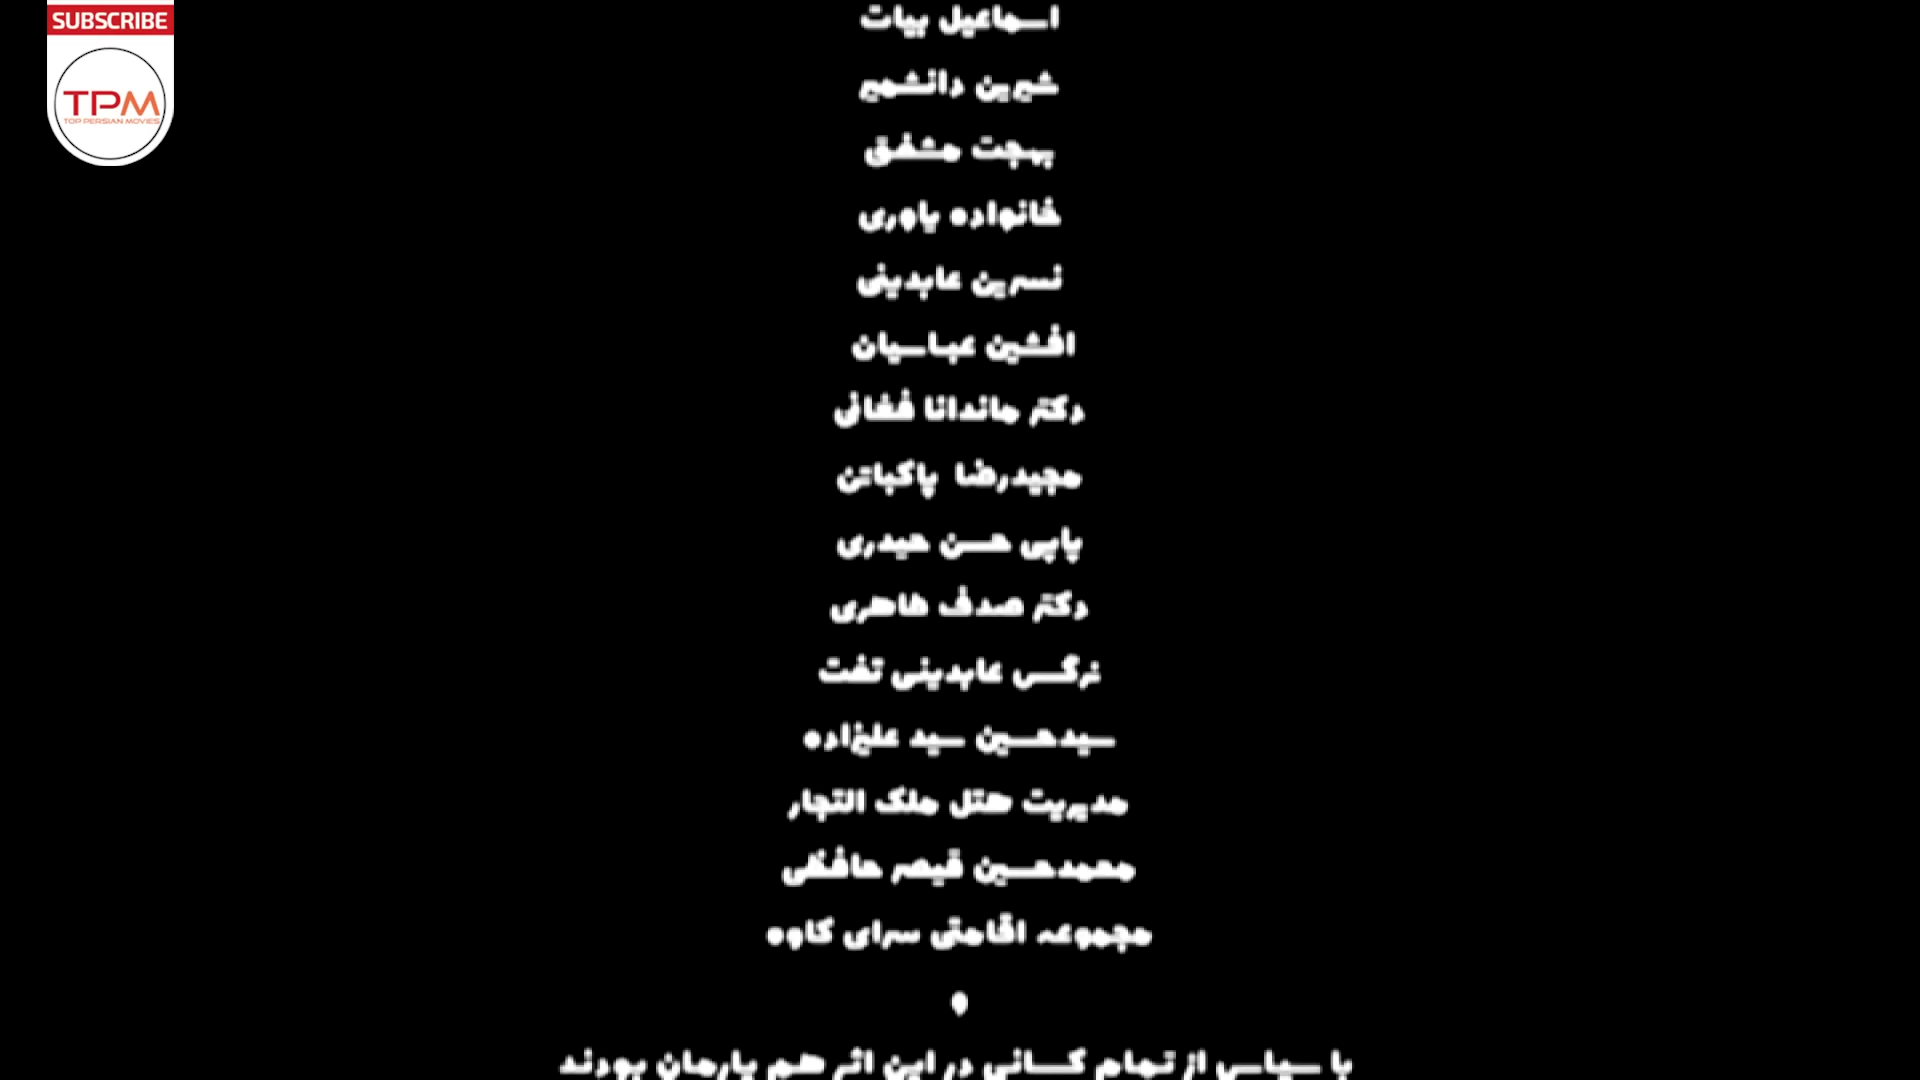 SUBSCRIBE
TPM
TOP PERSIAN MOVIES
اسماعیل بیات
شیرین دانشمیر
بهجت مشفق
خانواده یاوری
نسرین عابدینی
افشین عباسیان
دکتر ماندانا فغانی
مجیدرضا پاکباتن
پاپی حسن حیدری
دکتر صدف طاهری
نرگس عابدینی تفت
سیدحسین سید علیزاده
مدیریت هتل ملک التجار
محمدحسین قیصر حافظی
مجموعه اقامتی سرای کاوه
و
با سپاس از تمام کسانی در این اثر هم یارمان بودند